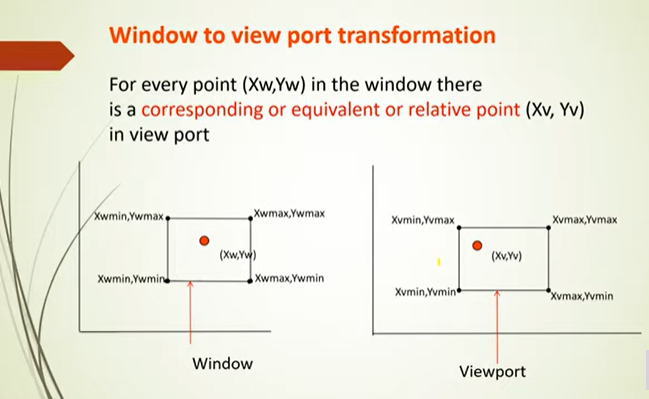 Window to view port transformation
For every point (Xw,Yw) in the window there
is a corresponding or equivalent or relative point (Xv, Yv)
in view port
Xwmin,Ywmax
Xwmax,Ywmax
(Xw,Yw)
Xwmin,Ywmin
Xwmax,Ywmin
Window
Xvmin,Yvmax
Xvmax,Yvmax
(Xv,Yv)
Xvmin,Yvmin
Xvmax,Yvmin
Viewport